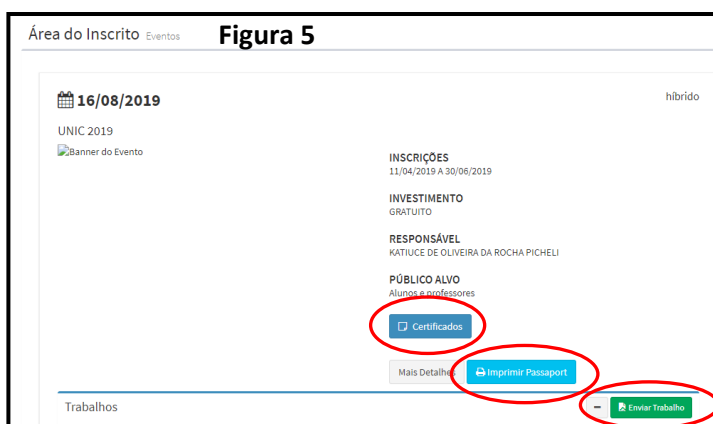 Área do Inscrito Eventos
Figura 5
16/08/2019
híbrido
UNIC 2019
Banner do Evento
INSCRIÇÕES
11/04/2019 A 30/06/2019
INVESTIMENTO
GRATUITO
RESPONSÁVEL
KATIUCE DE OLIVEIRA DA ROCHA PICHELI
PÚBLICO ALVO
Alunos e professores
Certificados
Mais Detalhes
Imprimir Passaport
Trabalhos
Enviar Trabalho